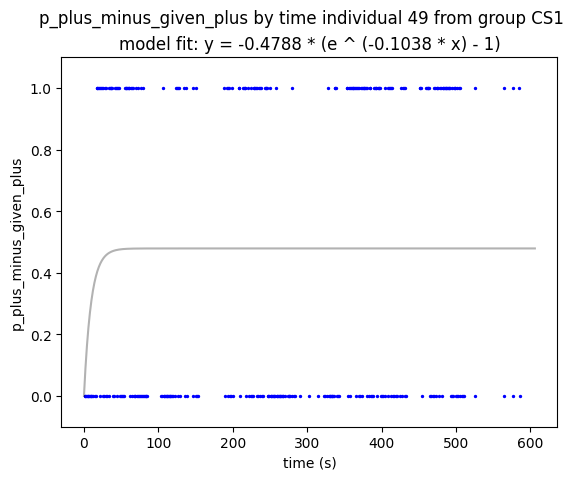 p_plus_minus_given_plus by time individual 49 from group CS1
model fit: y = -0.4788 * (e ^ (-0.1038 * x) - 1)
p_plus_minus_given_plus
1.0
0.8
0.6
0.4
0.2
0.0
0 100 200 300 400 500 600
time (s)